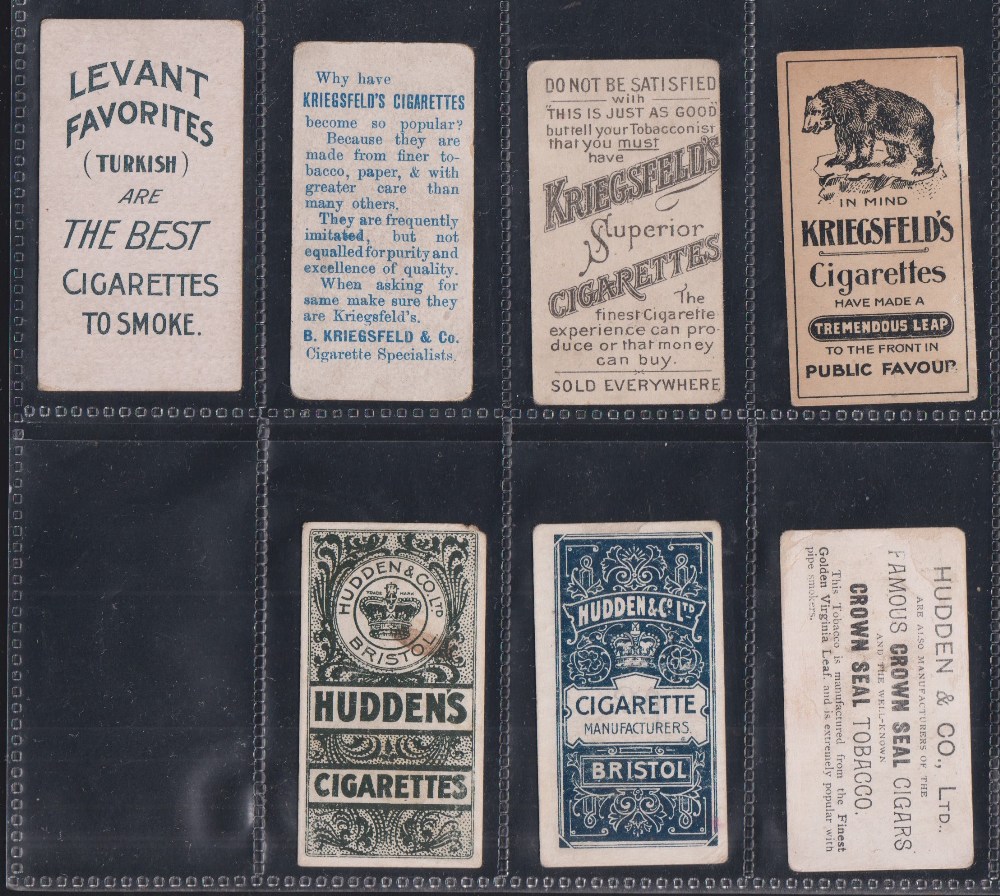 LEVANT
FAVORITES
(TURKISH)
ARE
THE BEST
CIGARETTES
TO SMOKE.
Why have
KRIEGSFELD'S CIGARETTES
become so popular?
Because they are
made from finer to-
bacco, paper, & with
greater care than
many others.
They are frequently
imitated, but not
equalled for purity and
excellence of quality.
When asking for
same make sure they
are Kriegsfeld's.
B. KRIEGSFELD & Co.
Cigarette Specialists.
DO NOT BE SATISFIED
with
"THIS IS JUST AS GOOD"
but tell your Tobacconist
that you must
have
KRIEGSFELD'S
Superior
CIGARETTES
The
finest Cigarette
experience can pro-
duce or that money
can buy.
SOLD EVERYWHERE
IN MIND
KRIEGSFELD'S
Cigarettes
HAVE MADE A
TREMENDOUS LEAP
TO THE FRONT IN
PUBLIC FAVOUR.
HUDDEN & CO. LTD
TRADE MARK
BRISTOL
HUDDEN'S
CIGARETTES
HUDDEN & Co LTD
CIGARETTE
MANUFACTURERS.
BRISTOL
HUDDEN & CO., LTD.,
ARE ALSO MANUFACTURERS OF THE
FAMOUS CROWN SEAL CIGARS
AND THE WELL-KNOWN
CROWN SEAL TOBACCO.
This Tobacco is manufactured from the Finest
Golden Virginia Leaf, and is extremely popular with
pipe smokers.